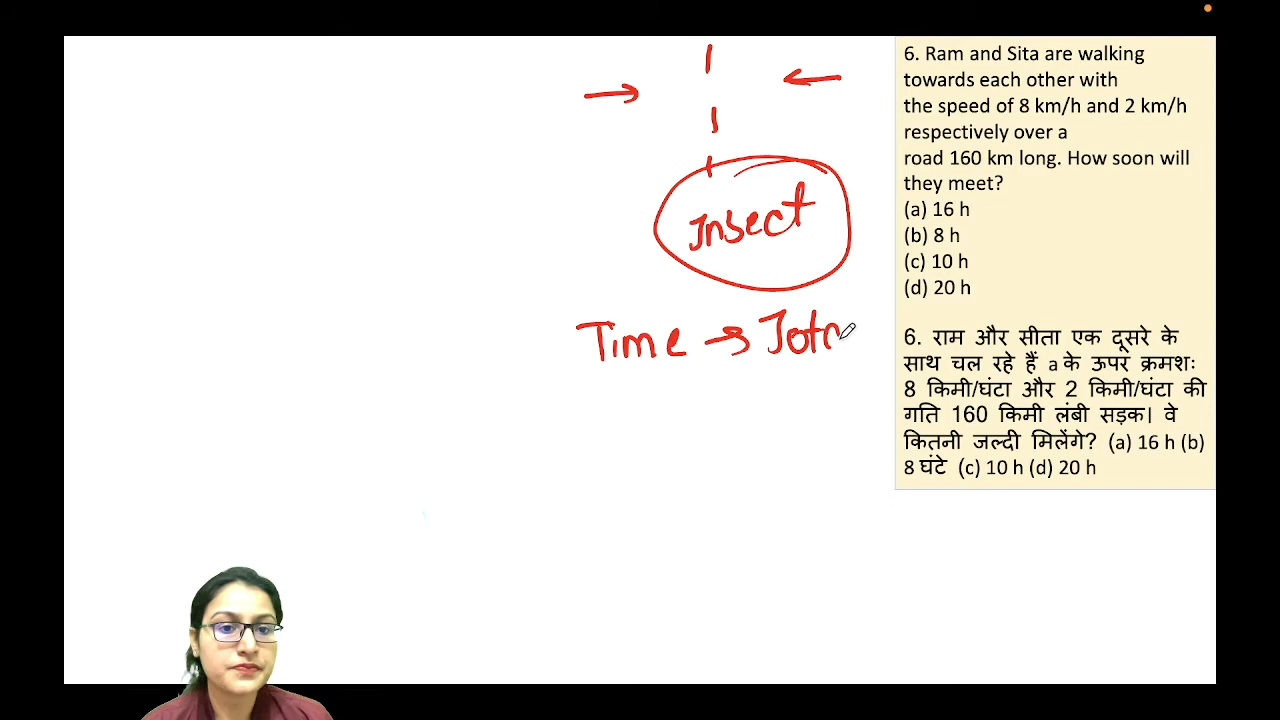 Insect
Time →
6. Ram and Sita are walking
towards each other with
the speed of 8 km/h and 2 km/h
respectively over a
road 160 km long. How soon will
they meet?
(a) 16 h
(b) 8 h
(c) 10 h
(d) 20 h
6. राम और सीता एक दूसरे के
साथ चल रहे हैं a के ऊपर क्रमशः
8 किमी/घंटा और 2 किमी/घंटा की
गति 160 किमी लंबी सड़क। वे
कितनी जल्दी मिलेंगे? (a) 16 h (b)
8 घंटे (c) 10 h (d) 20 h